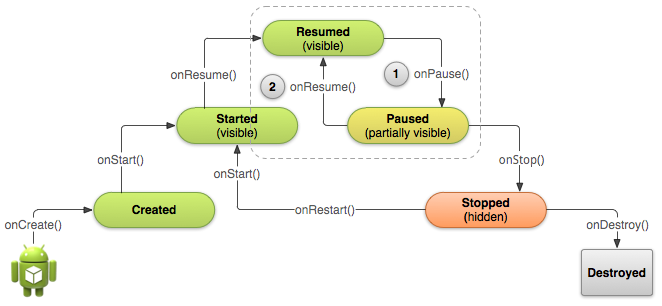 Resumed
(visible)
onResume()
2
onResume()
1
onPause()
Started
(visible)
Paused
(partially visible)
onStart()
onStart()
onStop()
onCreate()
Created
onRestart()
Stopped
(hidden)
onDestroy()
Destroyed